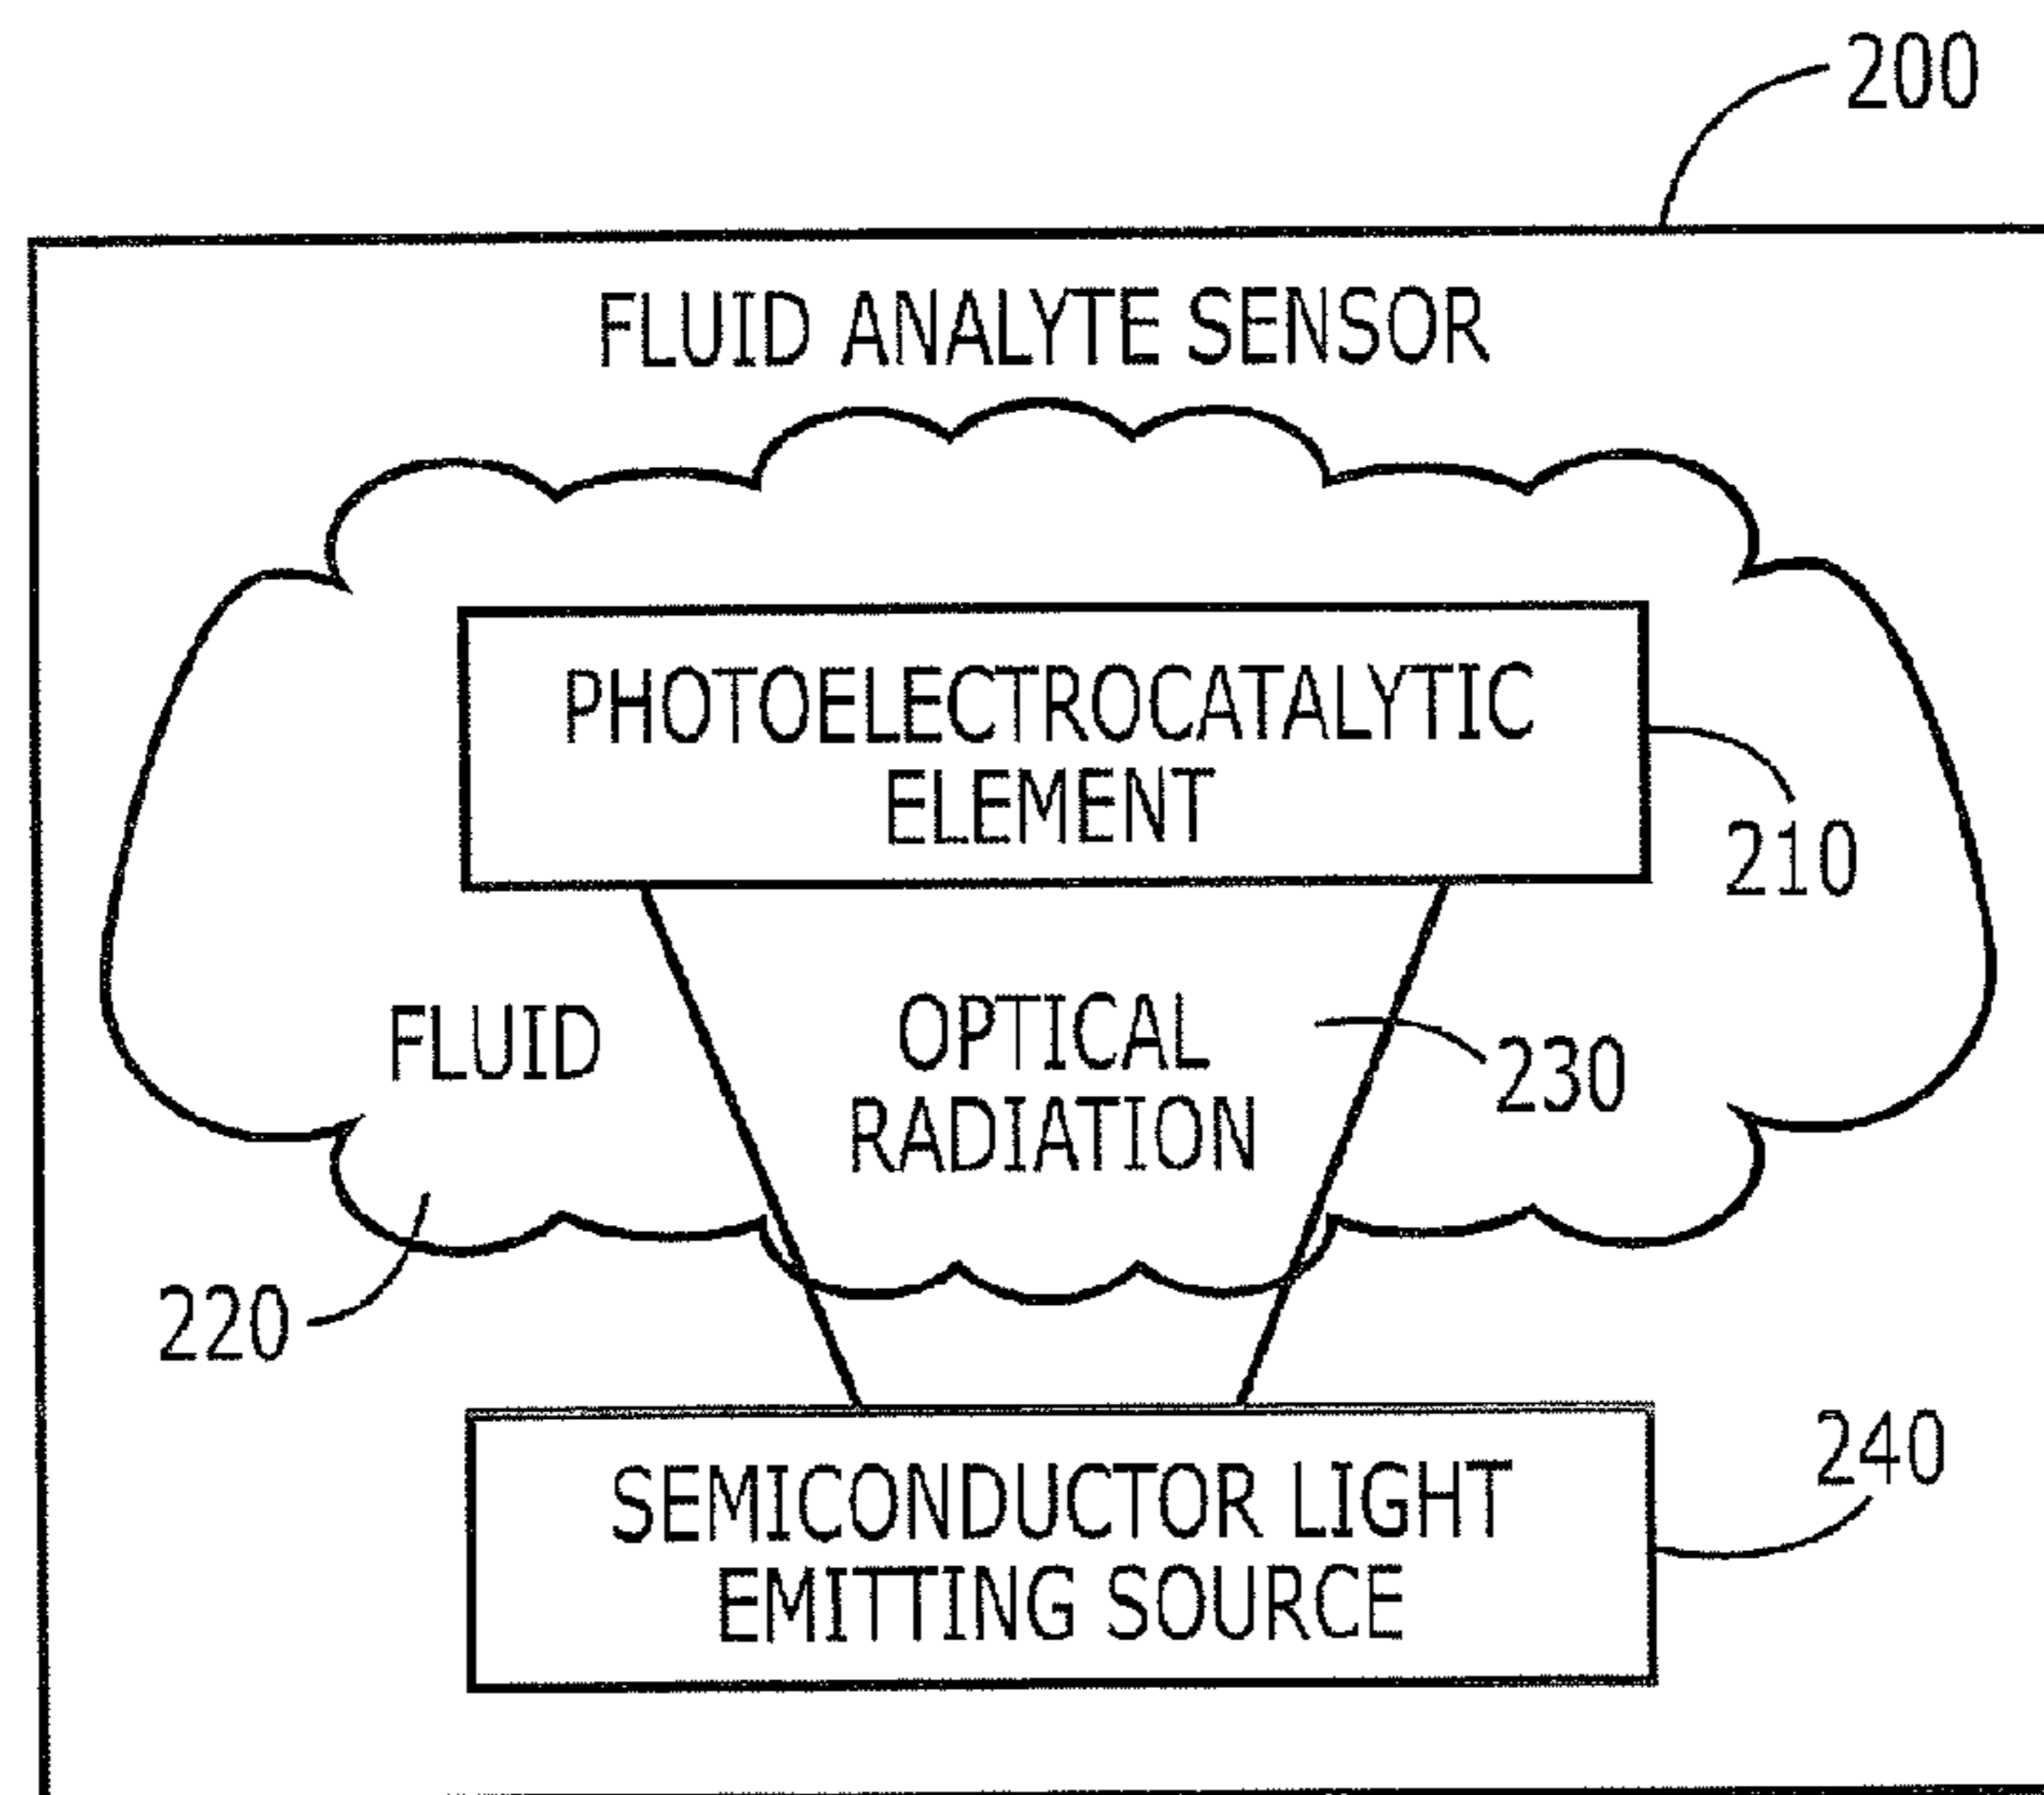 200
FLUID ANALYTE SENSOR
PHOTOELECTROCATALYTIC
ELEMENT
210
FLUID
OPTICAL
RADIATION
230
220
240
SEMICONDUCTOR LIGHT
EMITTING SOURCE